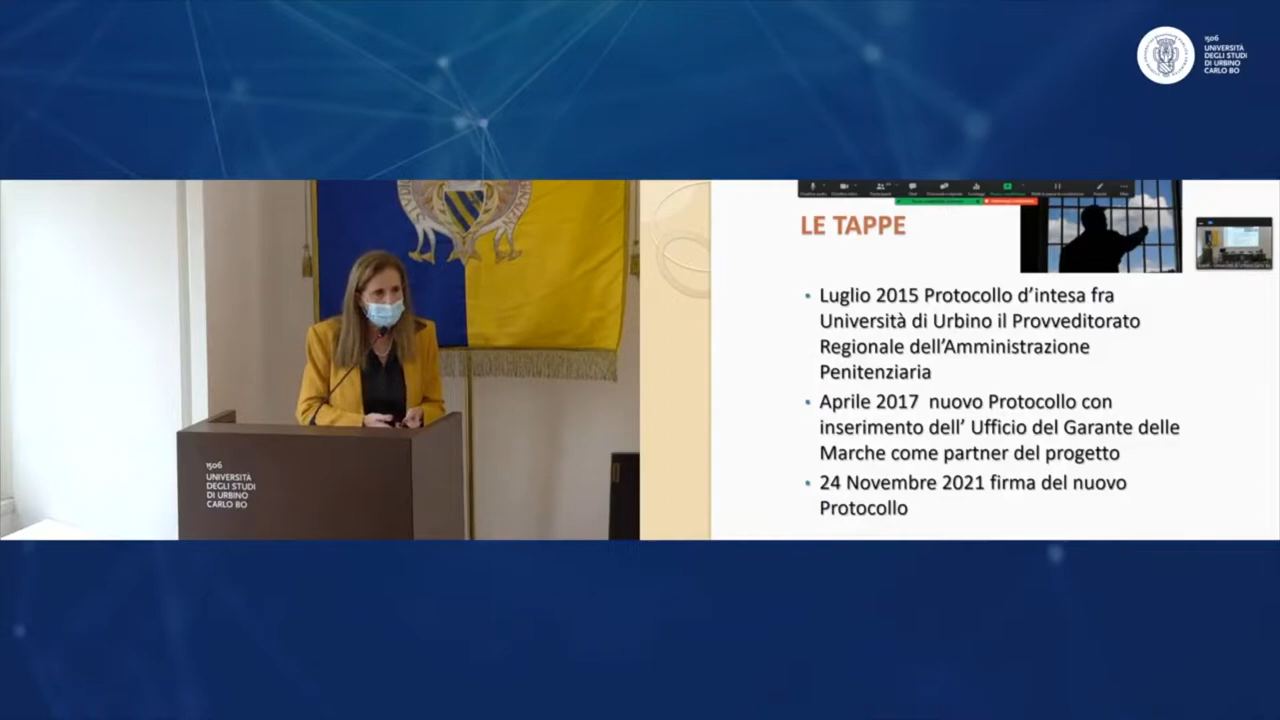 1506
UNIVERSITÀ
DEGLI STUDI
DI URBINO
CARLO BO
LE TAPPE
• Luglio 2015 Protocollo d’intesa fra
Università di Urbino il Provveditorato
Regionale dell’Amministrazione
Penitenziaria
• Aprile 2017 nuovo Protocollo con
inserimento dell’ Ufficio del Garante delle
Marche come partner del progetto
• 24 Novembre 2021 firma del nuovo
Protocollo
1506
UNIVERSITÀ
DEGLI STUDI
DI URBINO
CARLO BO